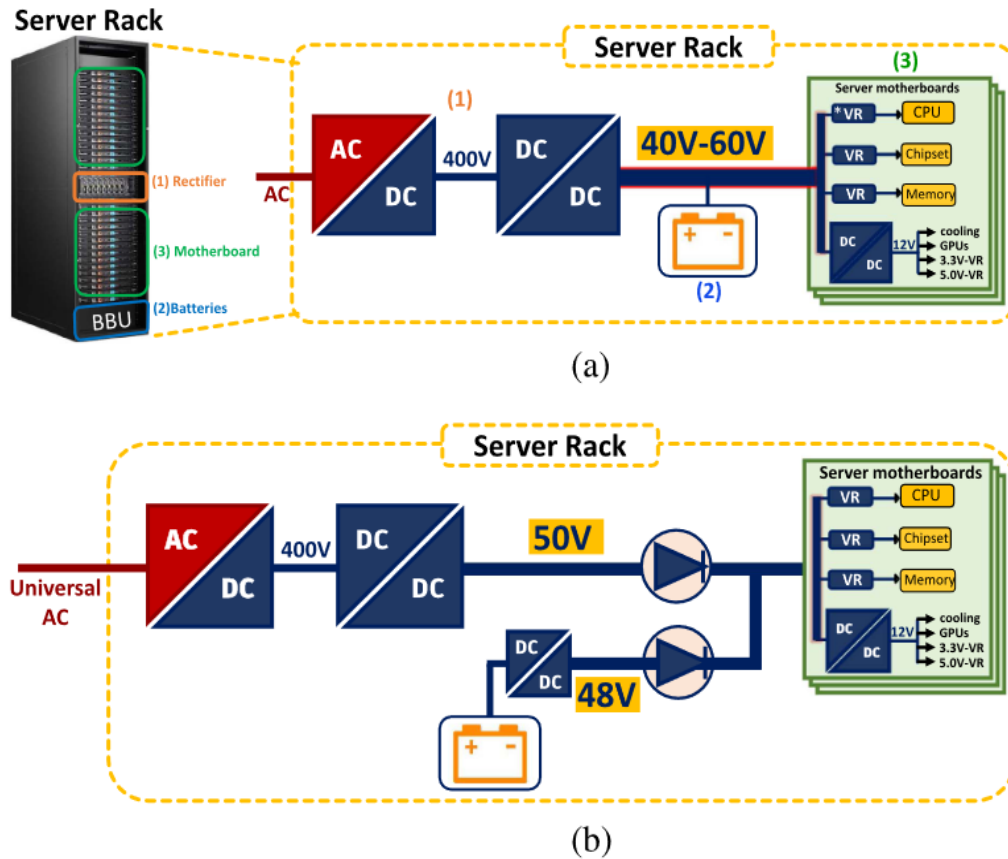 Server Rack
(1) Rectifier
(3) Motherboard
(2)Batteries
BBU
Server Rack
(1)
AC
AC
DC
400V
DC
DC
40V-60V
+ -
(2)
(3)
Server motherboards
*VR
CPU
VR
Chipset
VR
Memory
DC
DC
12V
cooling
GPUs
3.3V-VR
5.0V-VR
(a)
Server Rack
Universal
AC
AC
DC
400V
DC
DC
50V
DC
DC
48V
+ -
Server motherboards
VR
CPU
VR
Chipset
VR
Memory
DC
DC
12V
cooling
GPUs
3.3V-VR
5.0V-VR
(b)